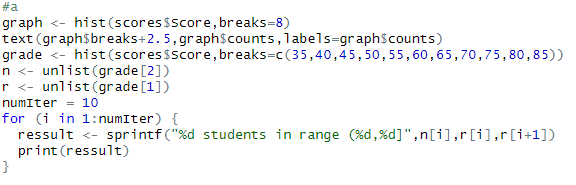 #a
graph <- hist(scores$Score,breaks=8)
text(graph$breaks+2.5,graph$counts,labels=graph$counts)
grade <- hist(scores$Score,breaks=c(35,40,45,50,55,60,65,70,75,80,85))
n <- unlist(grade[2])
r <- unlist(grade[1])
numIter = 10
for (i in 1:numIter) {
  ressult <- sprintf("%d students in range (%d,%d]",n[i],r[i],r[i+1])
  print(ressult)
}